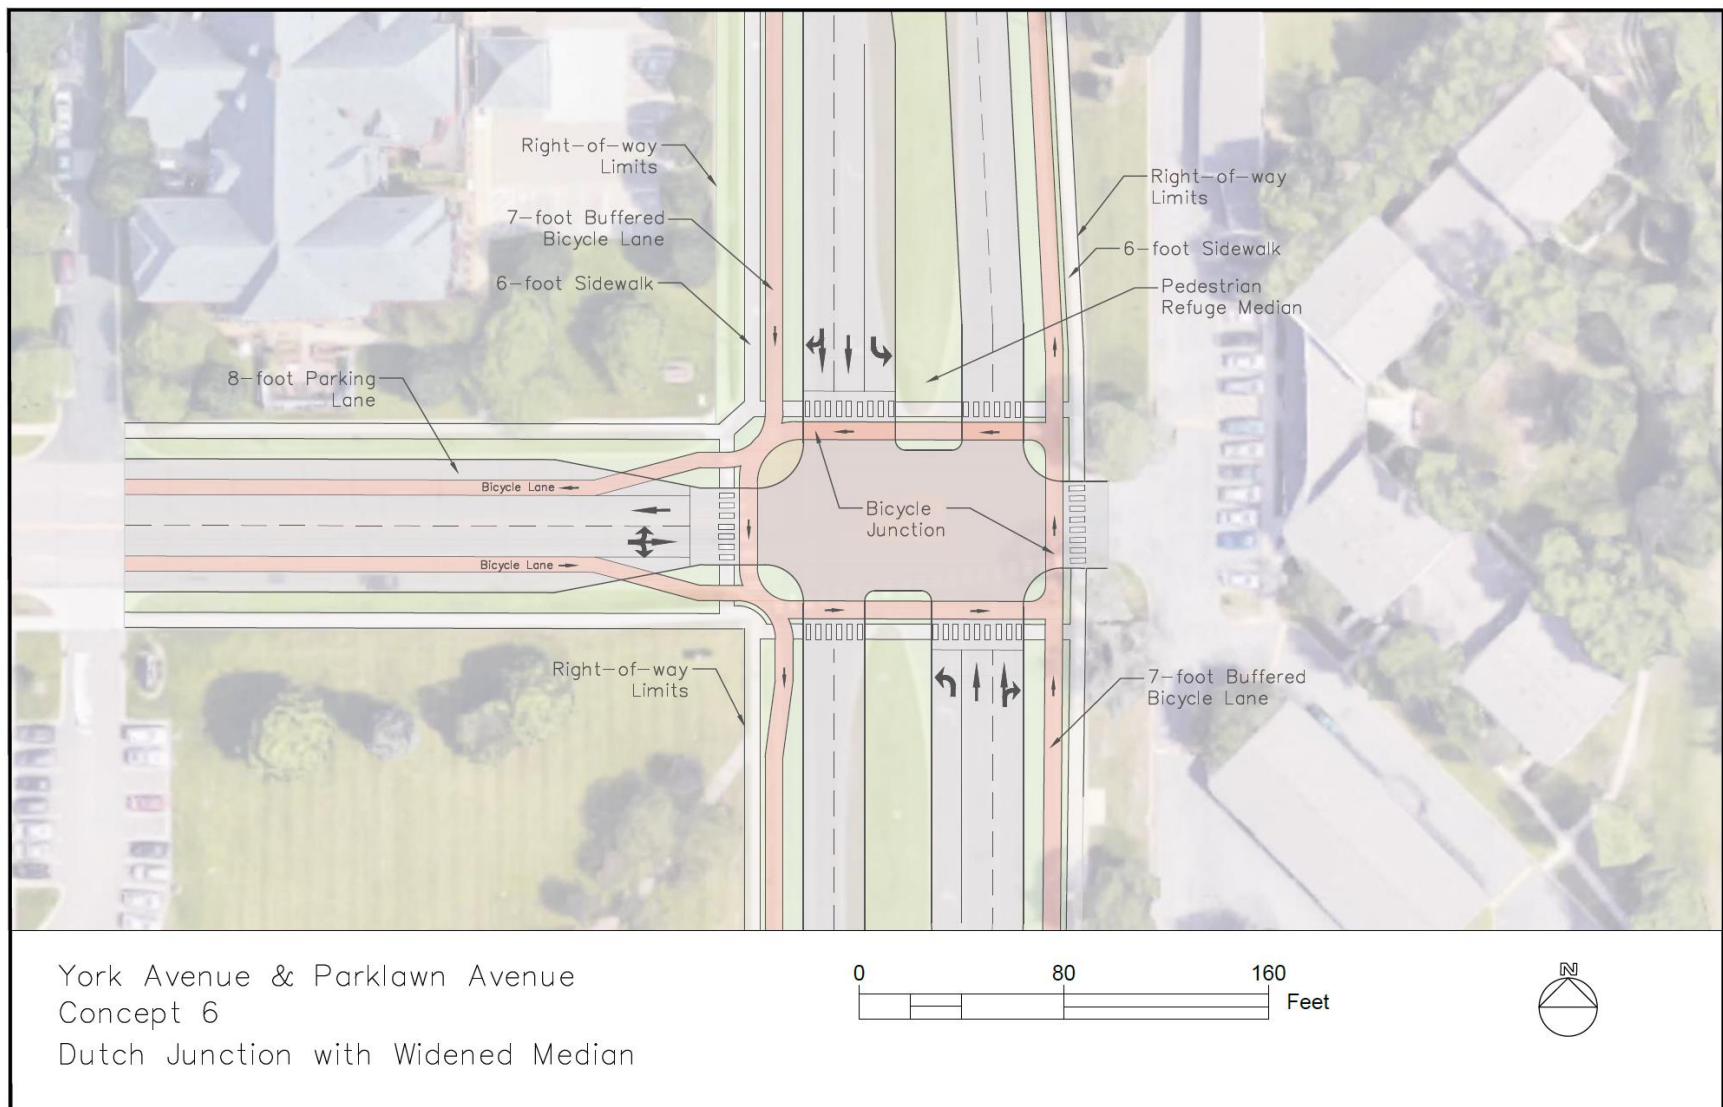 Right-of-way
Limits
7-foot Buffered
Bicycle Lane
6-foot Sidewalk
8-foot Parking
Lane
Right-of-way
Limits
6-foot Sidewalk
Pedestrian
Refuge Median
Bicycle Lane
Bicycle
Junction
Bicycle Lane
Right-of-way
Limits
7-foot Buffered
Bicycle Lane
York Avenue & Parklawn Avenue
Concept 6
Dutch Junction with Widened Median
0 80 160
Feet
N